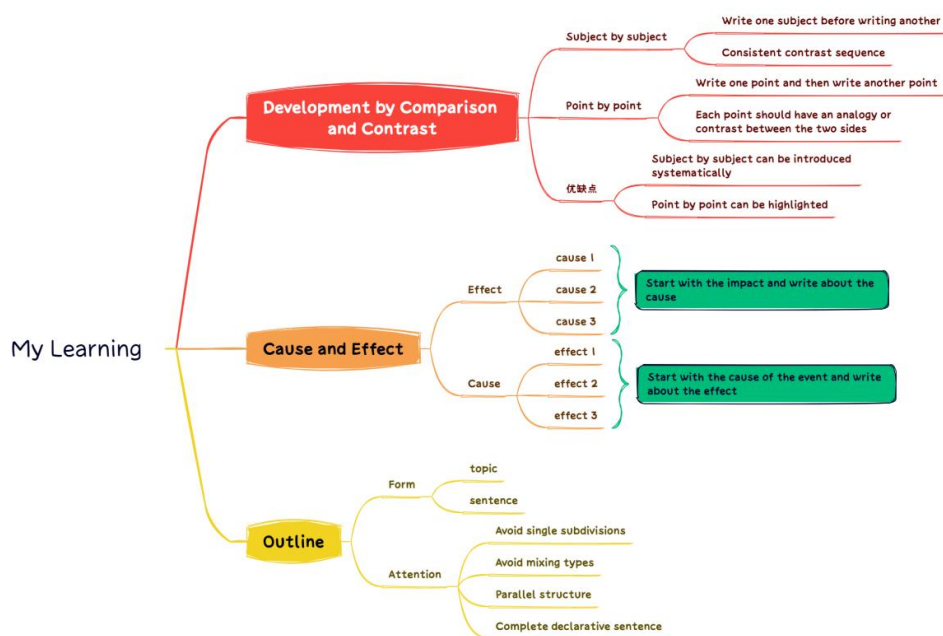 My Learning
Development by Comparison
and Contrast
Subject by subject
Write one subject before writing another
Consistent contrast sequence
Point by point
Write one point and then write another point
Each point should have an analogy or
contrast between the two sides
优缺点
Subject by subject can be introduced
systematically
Point by point can be highlighted
Cause and Effect
Effect
cause 1
cause 2
cause 3
Start with the impact and write about the
cause
Cause
effect 1
effect 2
effect 3
Start with the cause of the event and write
about the effect
Outline
Form
topic
sentence
Attention
Avoid single subdivisions
Avoid mixing types
Parallel structure
Complete declarative sentence